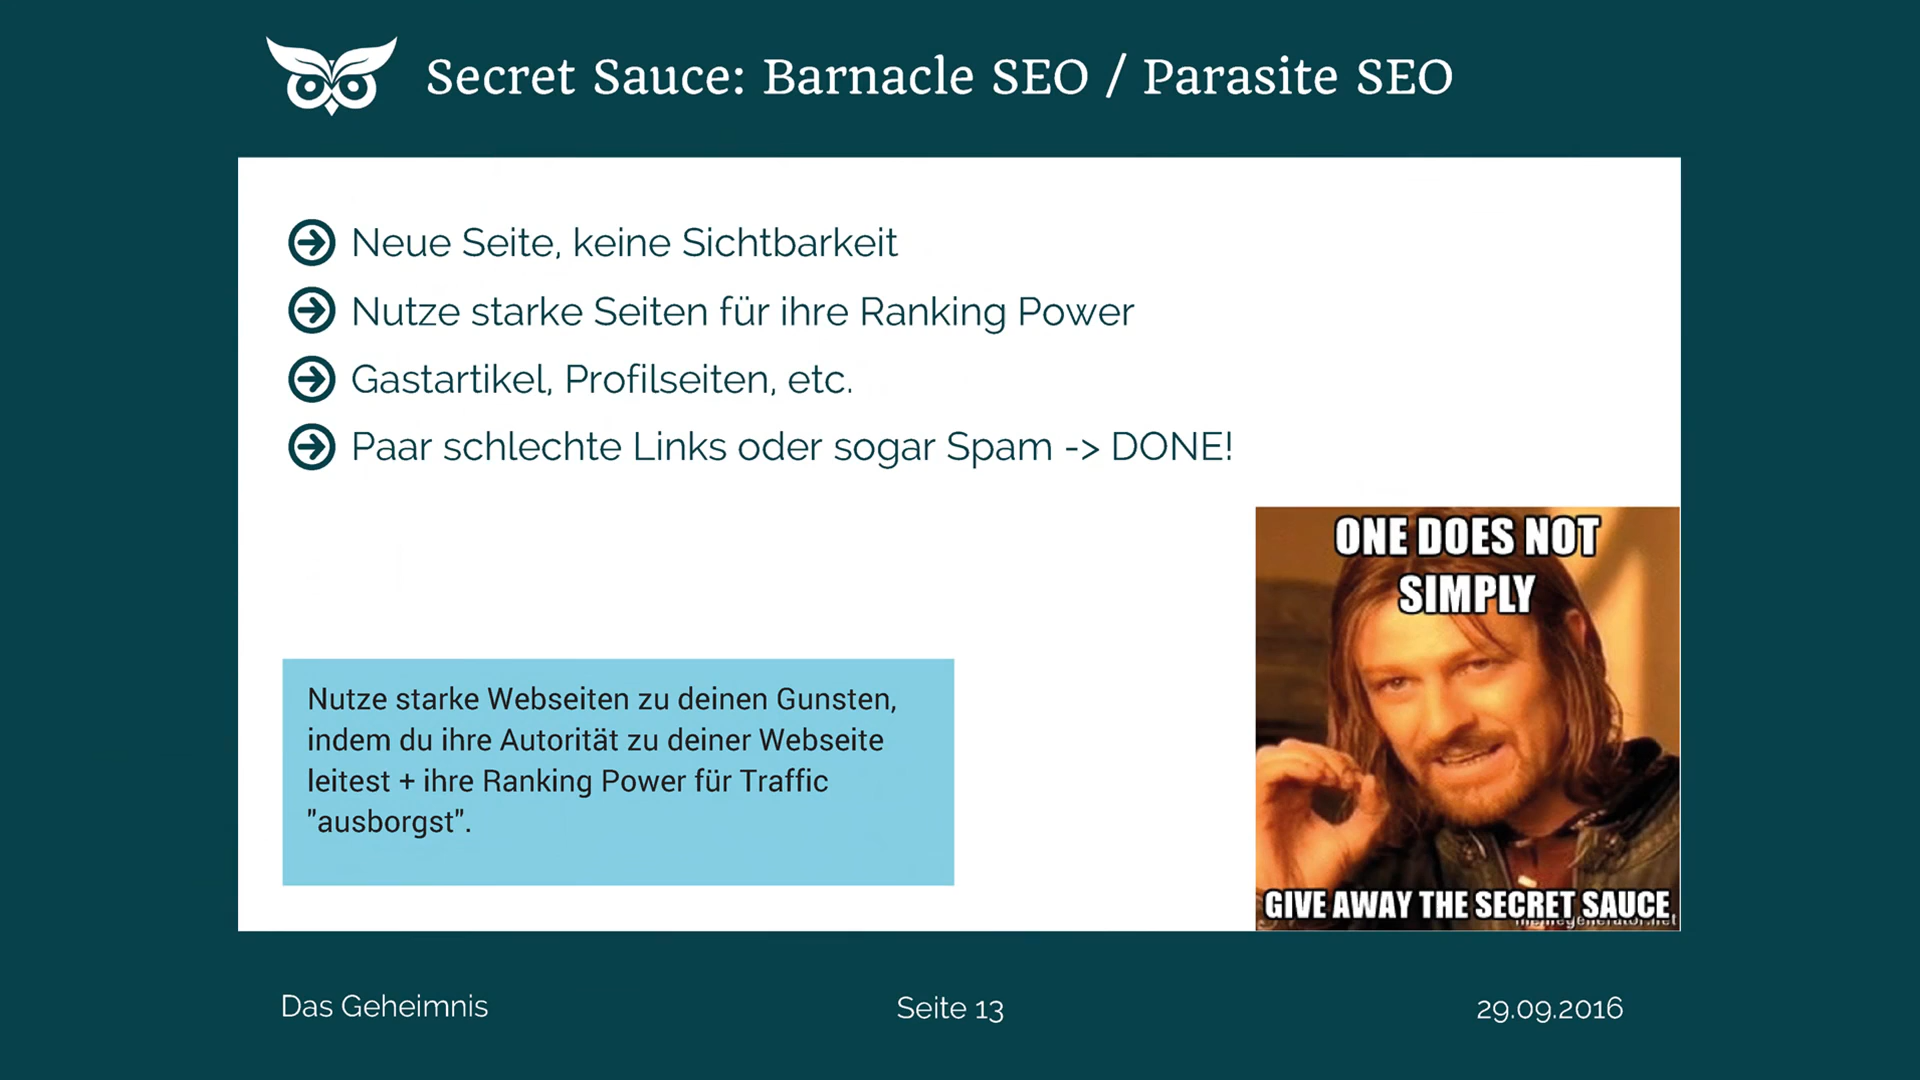 Secret Sauce: Barnacle SEO / Parasite SEO
Neue Seite, keine Sichtbarkeit
Nutze starke Seiten für ihre Ranking Power
Gastartikel, Profilseiten, etc.
Paar schlechte Links oder sogar Spam -> DONE!
ONE DOES NOT
SIMPLY
GIVE AWAY THE SECRET SAUCE
memegenerator.net
Nutze starke Webseiten zu deinen Gunsten,
indem du ihre Autorität zu deiner Webseite
leitest + ihre Ranking Power für Traffic
"ausborgst".
Das Geheimnis
Seite 13
29.09.2016